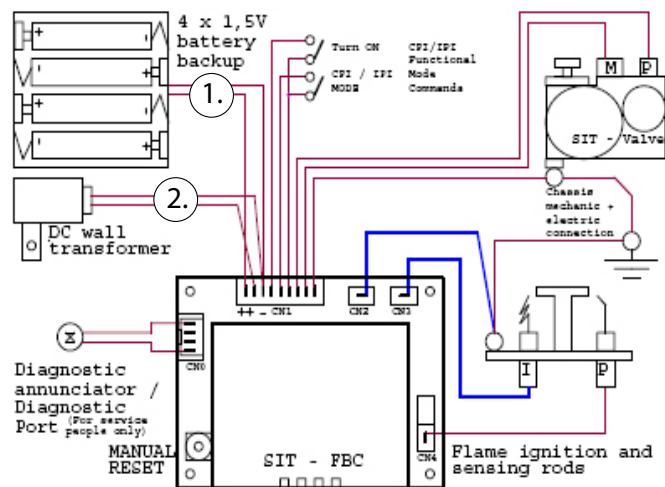 4 x 1,5V
battery
backup
+
+
+
+
1.
Turn ON
CPI / IPI
MODE
CPI/IPI
Functional
Mode
Commands
M P
SIT - Valve
Chassis
mechanic +
electric
connection
2.
DC wall
transformer
++ - CN1
CN2
CN3
CN0
Diagnostic
annunciator /
Diagnostic
Port (For service
people only)
MANUAL
RESET
SIT - FBC
CN4
I P
Flame ignition and
sensing rods